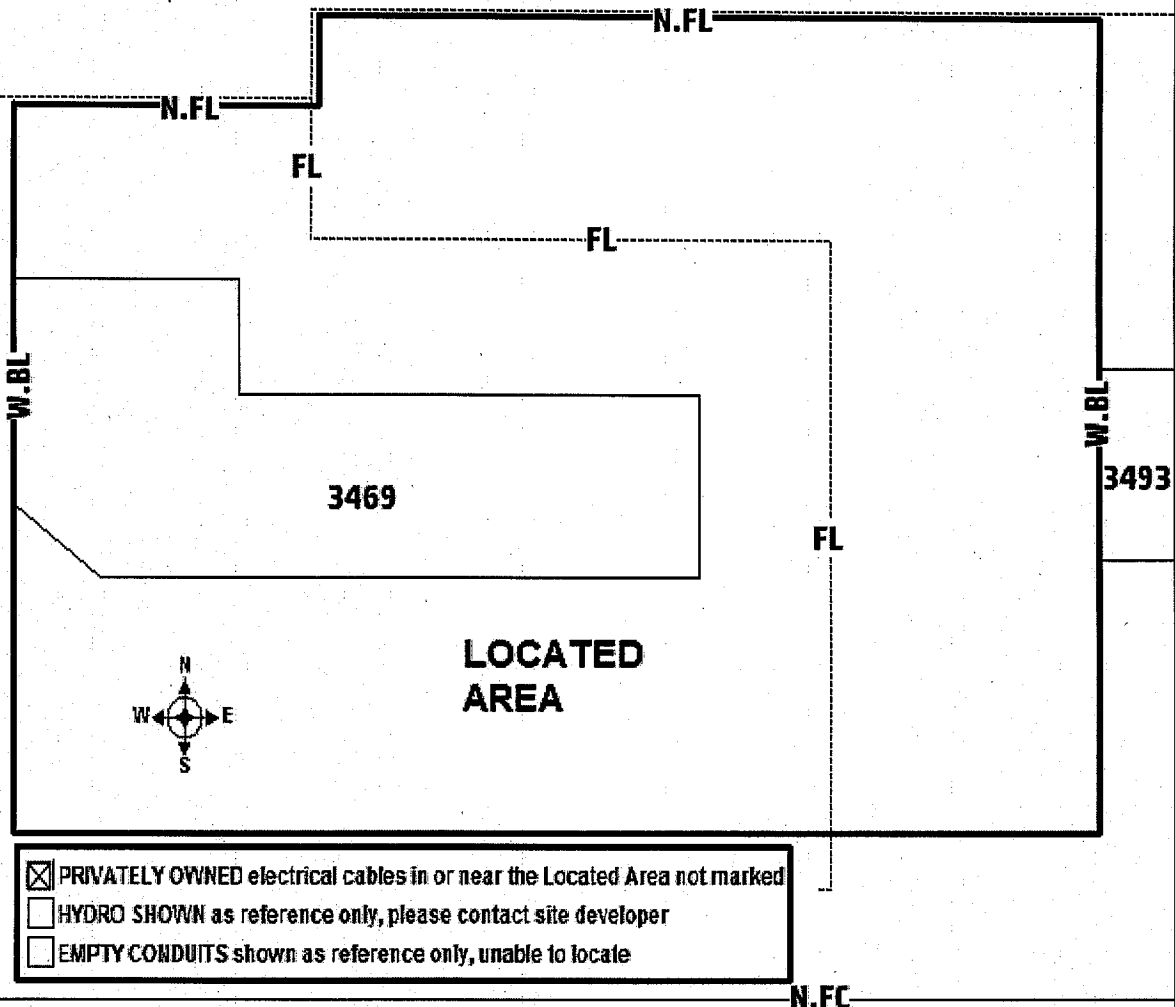 N.FL
N.FL
FL
FL
W.BL
W.BL
3469
3493
FL
LOCATED
AREA
N
W E
S
PRIVATELY OWNED electrical cables in or near the Located Area not marked
HYDRO SHOWN as reference only, please contact site developer
EMPTY CONDUITS shown as reference only, unable to locate
N.FC